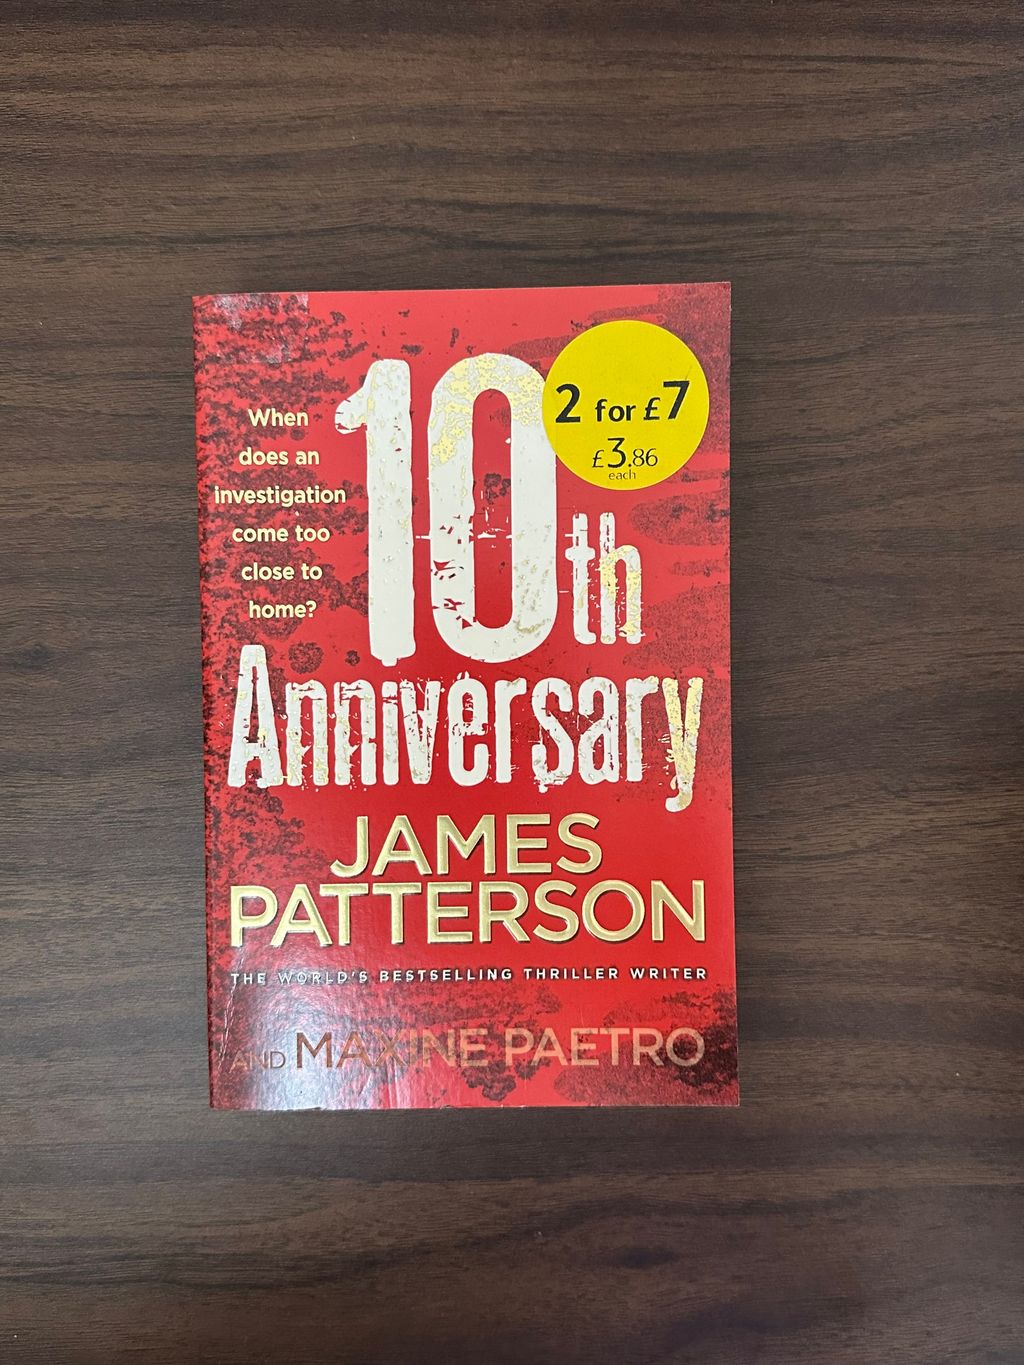 When
does an
investigation
come too
close to
home?
10th
Anniversary
2 for £7
£3.86
each
JAMES
PATTERSON
THE WORLD'S BESTSELLING THRILLER WRITER
AND MAXINE PAETRO